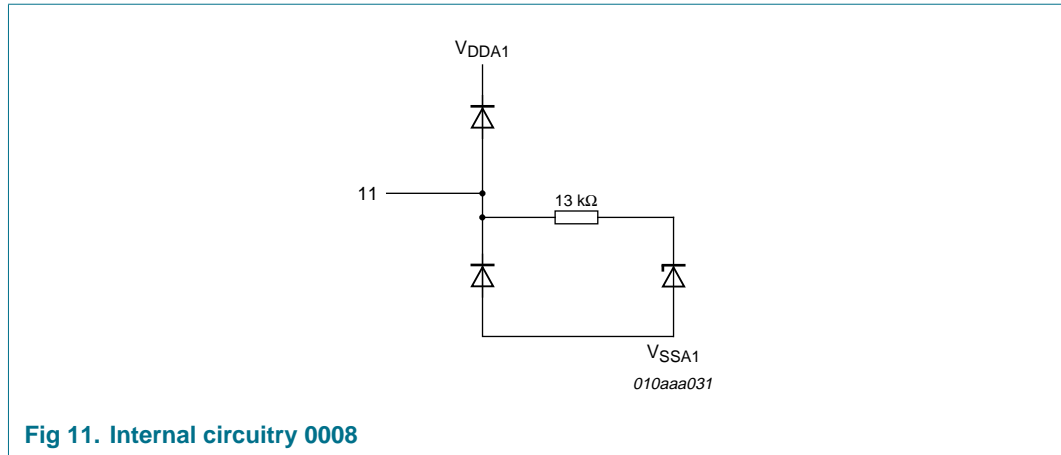 VDDA1
11
13 kΩ
VSSA1
010aaa031
Fig 11. Internal circuitry 0008